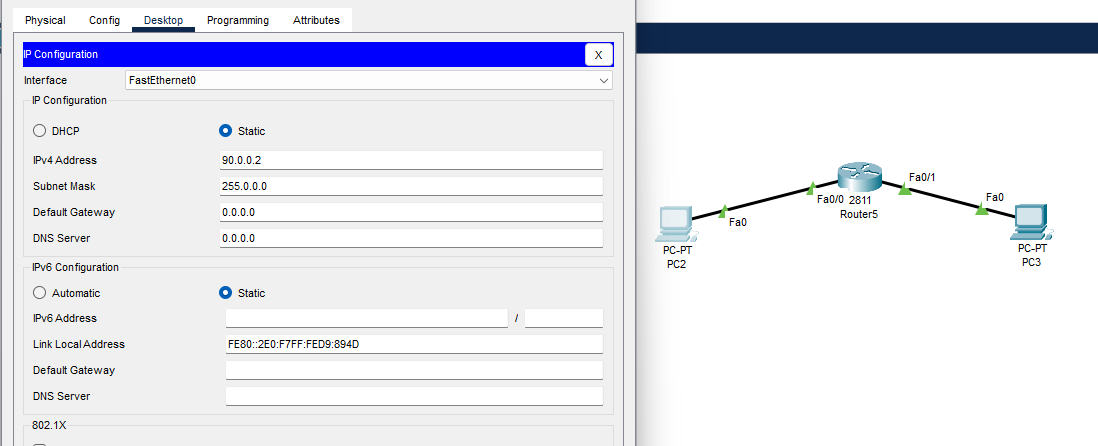 Physical Config Desktop Programming Attributes
IP Configuration X
Interface FastEthernet0
IP Configuration
DHCP Static
IPv4 Address 90.0.0.2
Subnet Mask 255.0.0.0
Default Gateway 0.0.0.0
DNS Server 0.0.0.0
IPv6 Configuration
Automatic Static
IPv6 Address /
Link Local Address FE80::2E0:F7FF:FED9:894D
Default Gateway
DNS Server
802.1X
Fa0/1
Fa0/0 2811
Router5
Fa0
Fa0
PC-PT
PC2
PC-PT
PC3